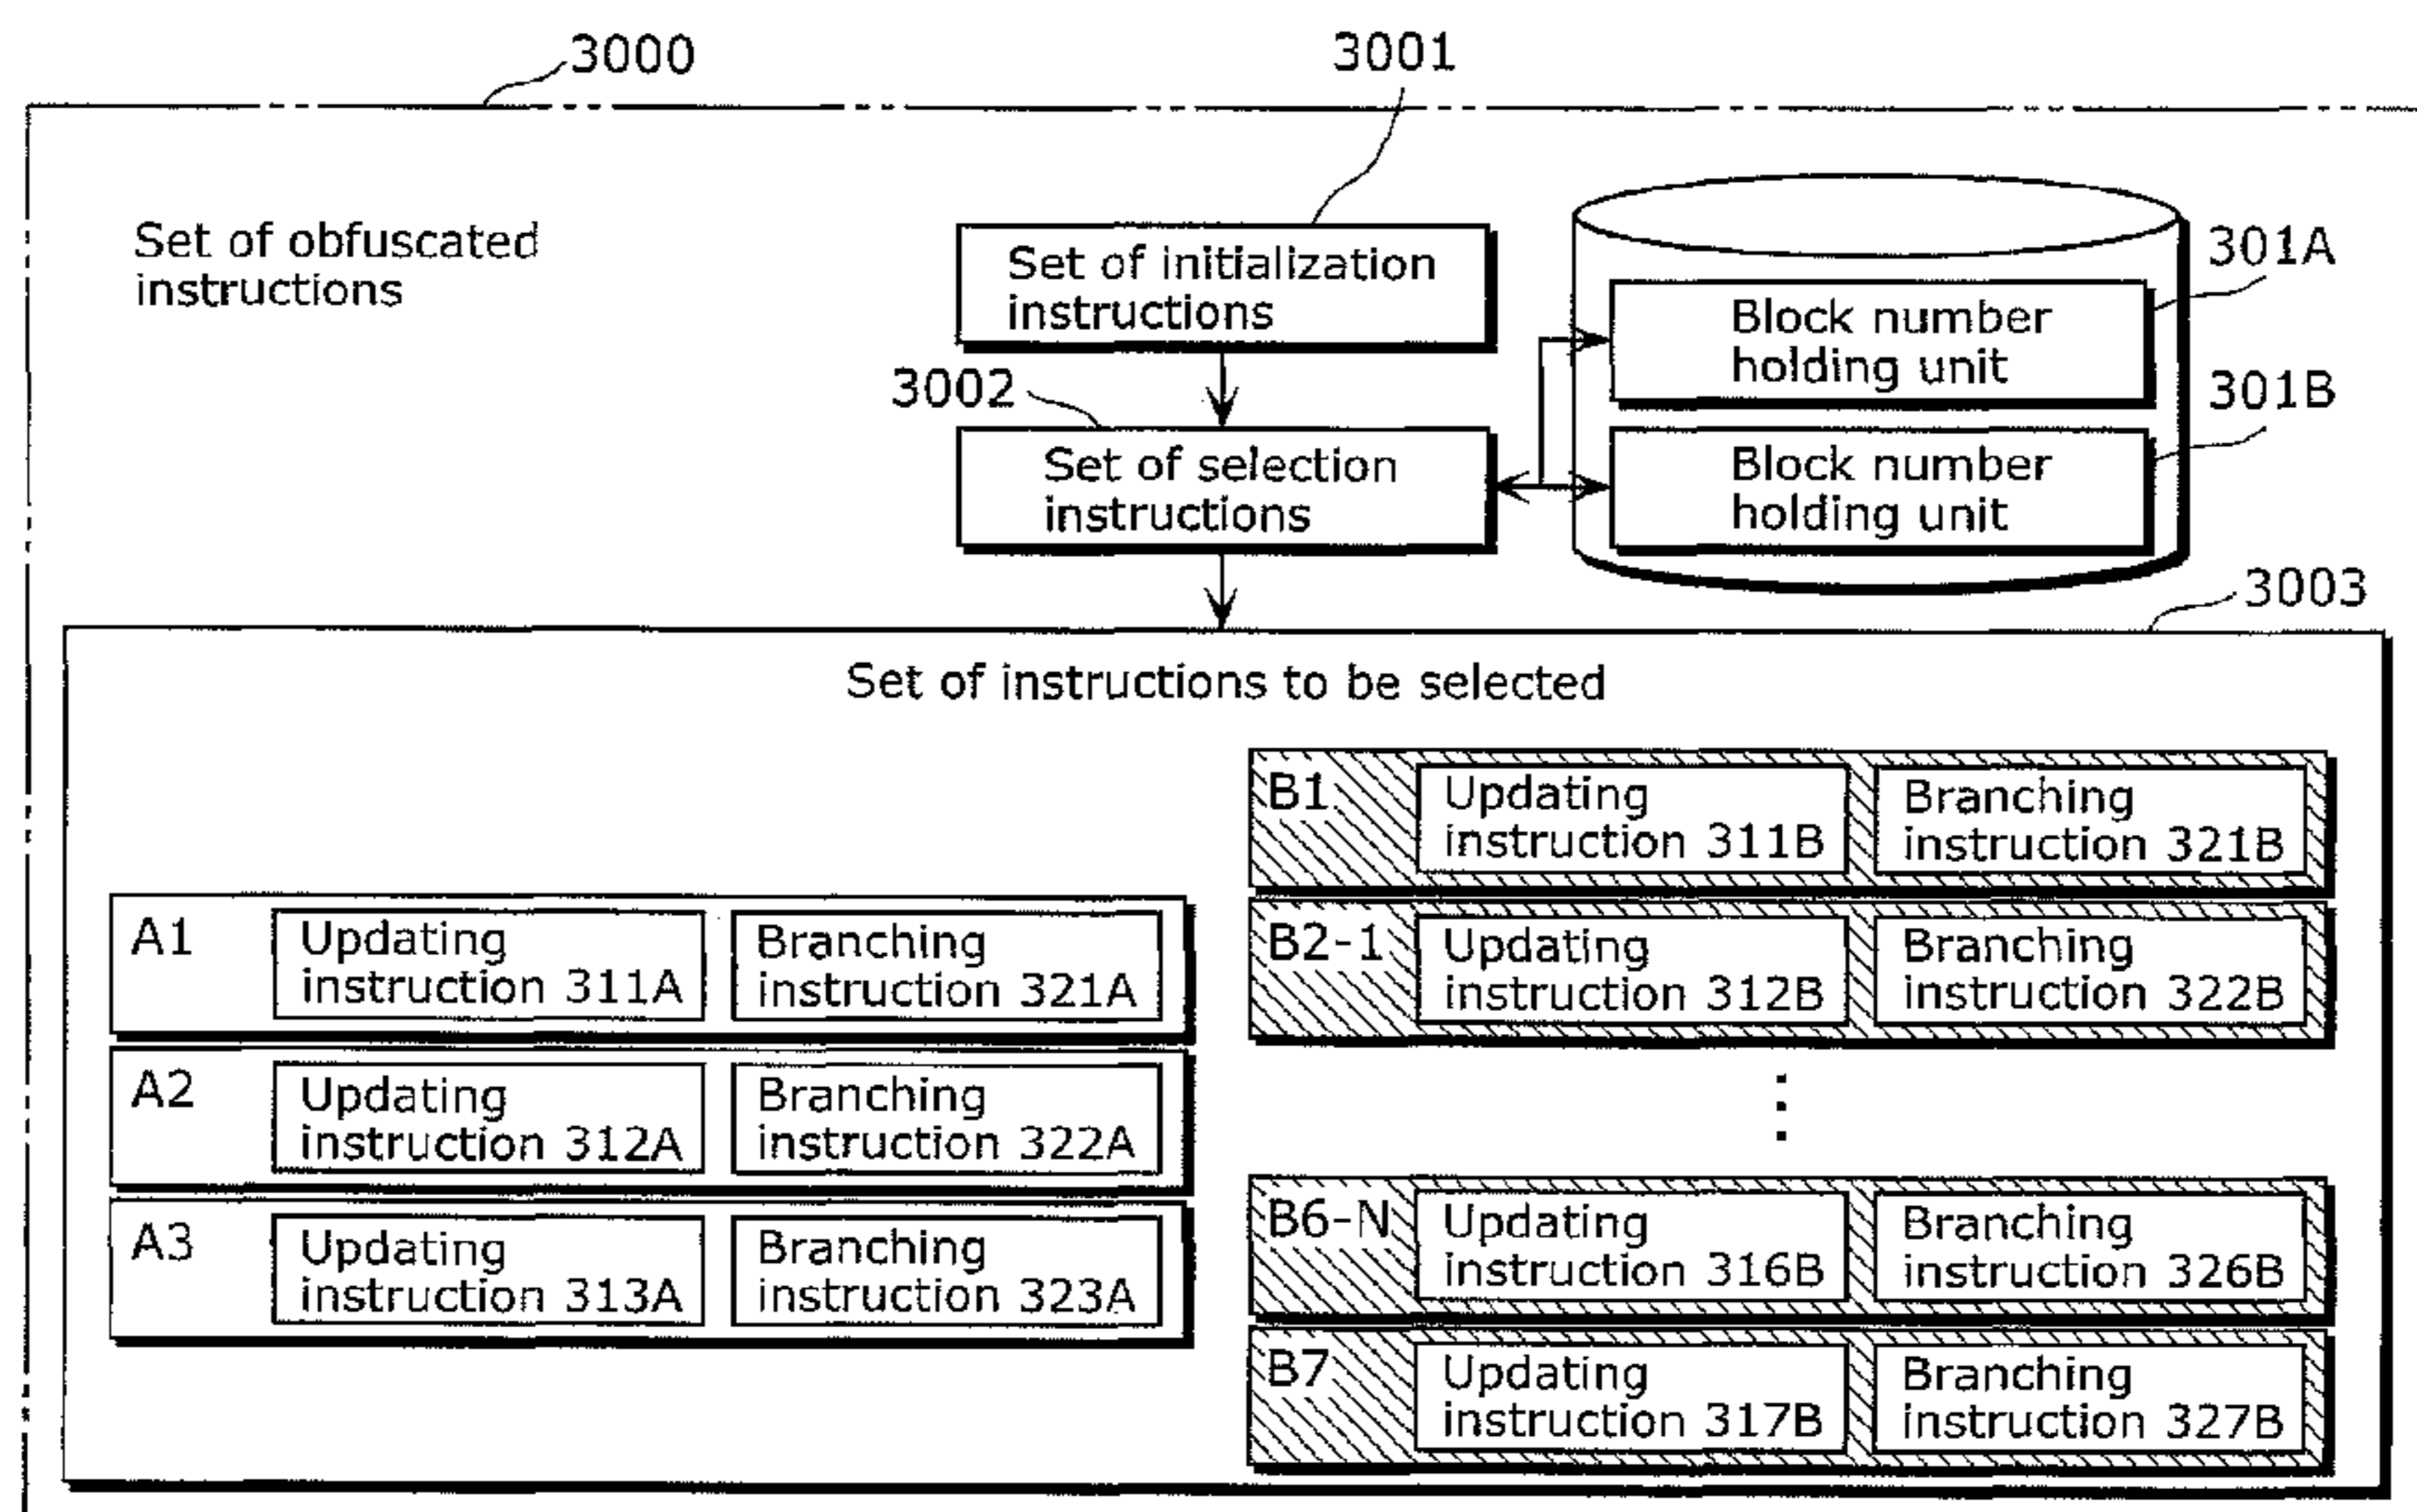 3000
3001
Set of obfuscated
instructions
Set of initialization
instructions
301A
Block number
holding unit
3002
301B
Set of selection
instructions
Block number
holding unit
3003
Set of instructions to be selected
B1
Updating
instruction 311B
Branching
instruction 321B
A1
Updating
instruction 311A
Branching
instruction 321A
B2-1
Updating
instruction 312B
Branching
instruction 322B
A2
Updating
instruction 312A
Branching
instruction 322A
A3
Updating
instruction 313A
Branching
instruction 323A
B6-N
Updating
instruction 316B
Branching
instruction 326B
B7
Updating
instruction 317B
Branching
instruction 327B